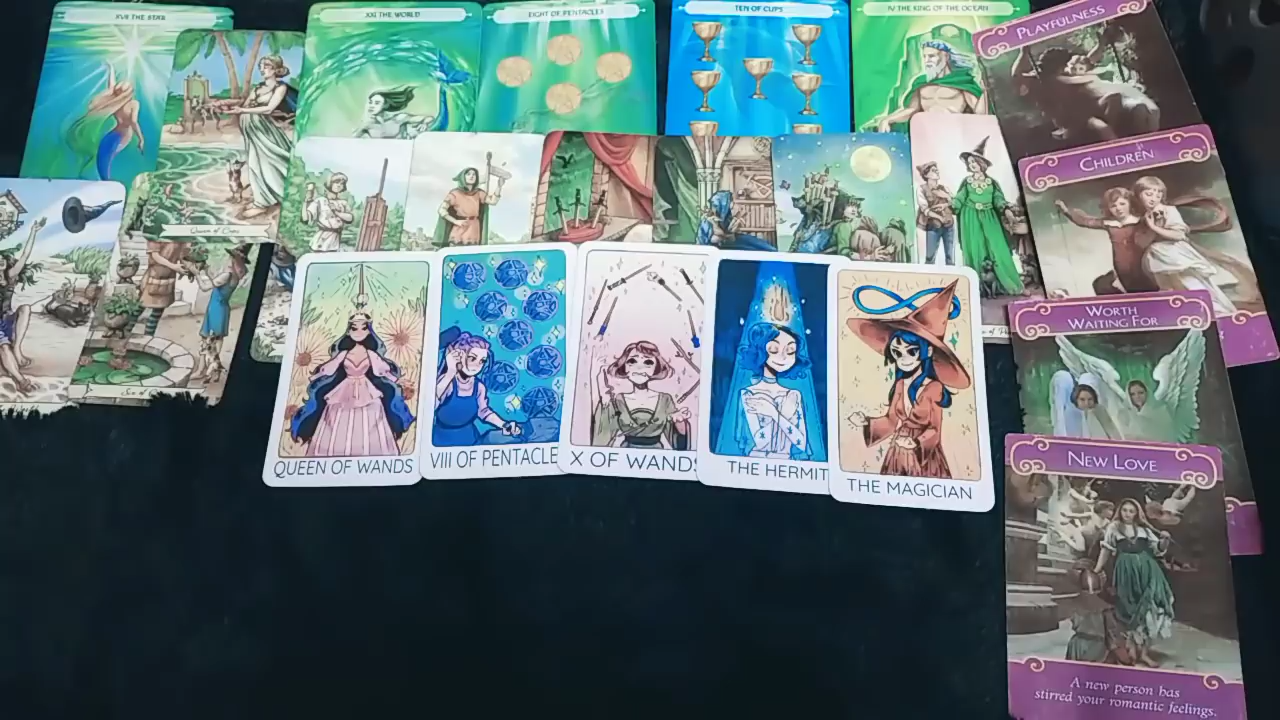 XVII THE STAR
XXI THE WORLD
EIGHT OF PENTACLES
TEN OF CUPS
IV THE KING OF THE OCEAN
PLAYFULNESS
CHILDREN
Queen of Cups
WORTH
WAITING FOR
QUEEN OF WANDS
VIII OF PENTACLE
X OF WANDS
THE HERMIT
THE MAGICIAN
NEW LOVE
A new person has
stirred your romantic feelings.